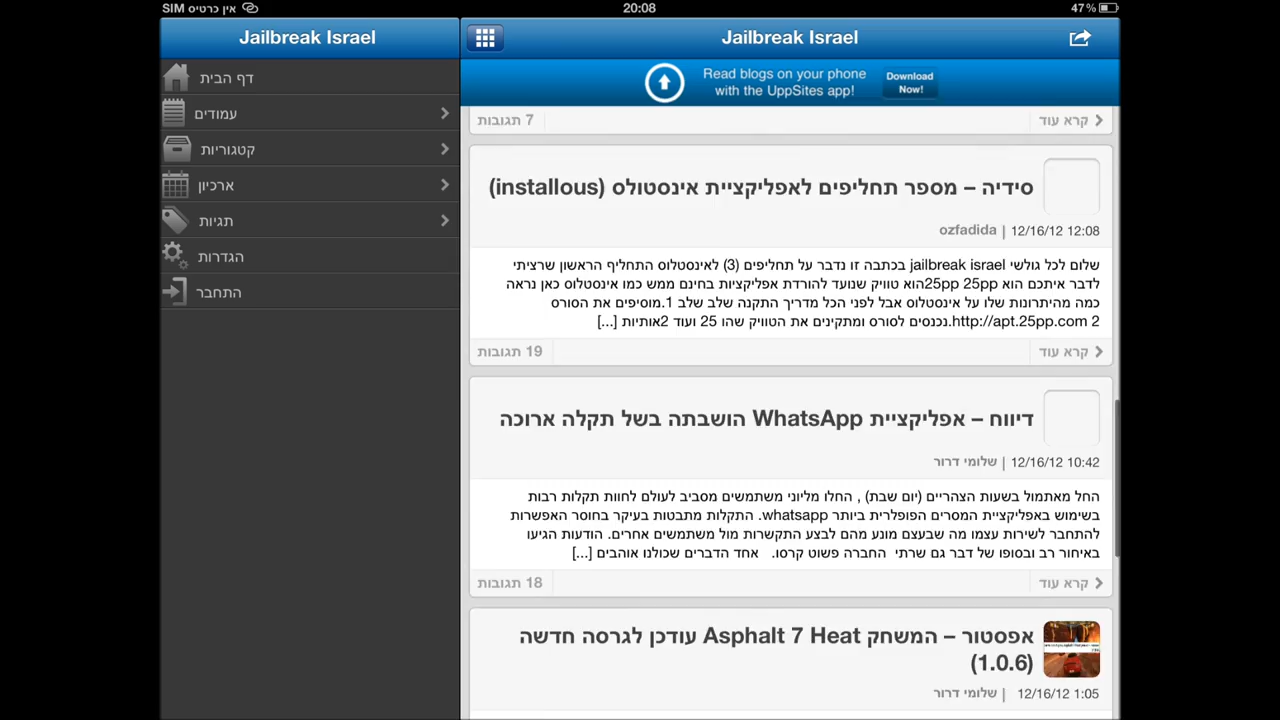 אין כרטיס SIM
20:08
47%
Jailbreak Israel
דף הבית
עמודים
קטגוריות
ארכיון
תגיות
הגדרות
התחבר
Jailbreak Israel
Read blogs on your phone
with the UppSites app!
Download
Now!
קרא עוד
7 תגובות
סידיה – מספר תחליפים לאפליקציית אינסטולס (installous)
12/16/12 12:08 | ozfadida
שלום לכל גולשי jailbreak israel בכתבה זו נדבר על תחליפים (3) לאינסטלוס התחליף הראשון שרציתי
לדבר איתכם הוא 25pp 25ppהוא טוויק שנועד להורדת אפליקציות בחינם ממש כמו אינסטלוס כאן נראה
כמה מהיתרונות שלו על אינסטלוס אבל לפני הכל מדריך התקנה שלב שלב 1.מוסיפים את הסורס
http://apt.25pp.com 2.נכנסים לסורס ומתקינים את הטוויק שהו 25 ועוד 2אותיות [...]
קרא עוד
19 תגובות
דיווח – אפליקציית WhatsApp הושבתה בשל תקלה ארוכה
12/16/12 10:42 | שלומי דרור
החל מאתמול בשעות הצהריים (יום שבת) , החלו מליוני משתמשים מסביב לעולם לחוות תקלות רבות
בשימוש באפליקציית המסרים הפופלרית ביותר whatsapp. התקלות מתבטות בעיקר בחוסר האפשרות
להתחבר לשירות עצמו מה שבעצם מונע מהם לבצע התקשרות מול משתמשים אחרים. הודעות הגיעו
באיחור רב ובסופו של דבר גם שרתי  החברה פשוט קרסו.   אחד הדברים שכולנו אוהבים [...]
קרא עוד
18 תגובות
אפסטור – המשחק Asphalt 7 Heat עודכן לגרסה חדשה
(1.0.6)
12/16/12 1:05 | שלומי דרור